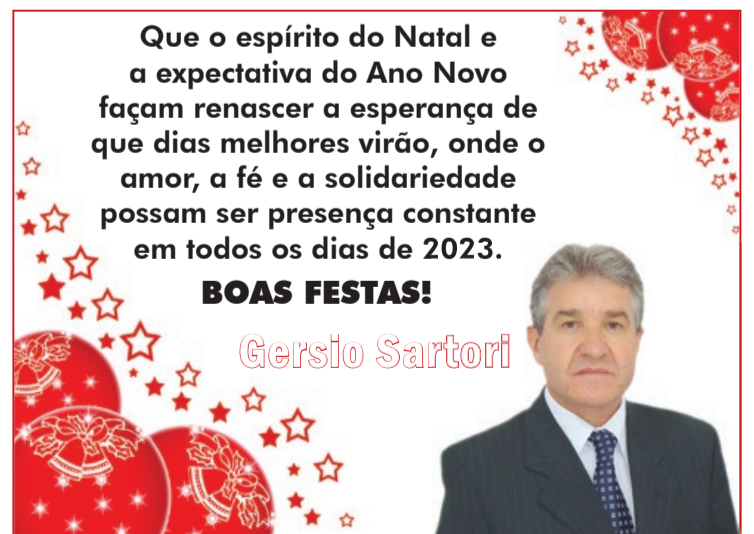 Que o espírito do Natal e
a expectativa do Ano Novo
façam renascer a esperança de
que dias melhores virão, onde o
amor, a fé e a solidariedade
possam ser presença constante
em todos os dias de 2023.
BOAS FESTAS!
Gersio Sartori